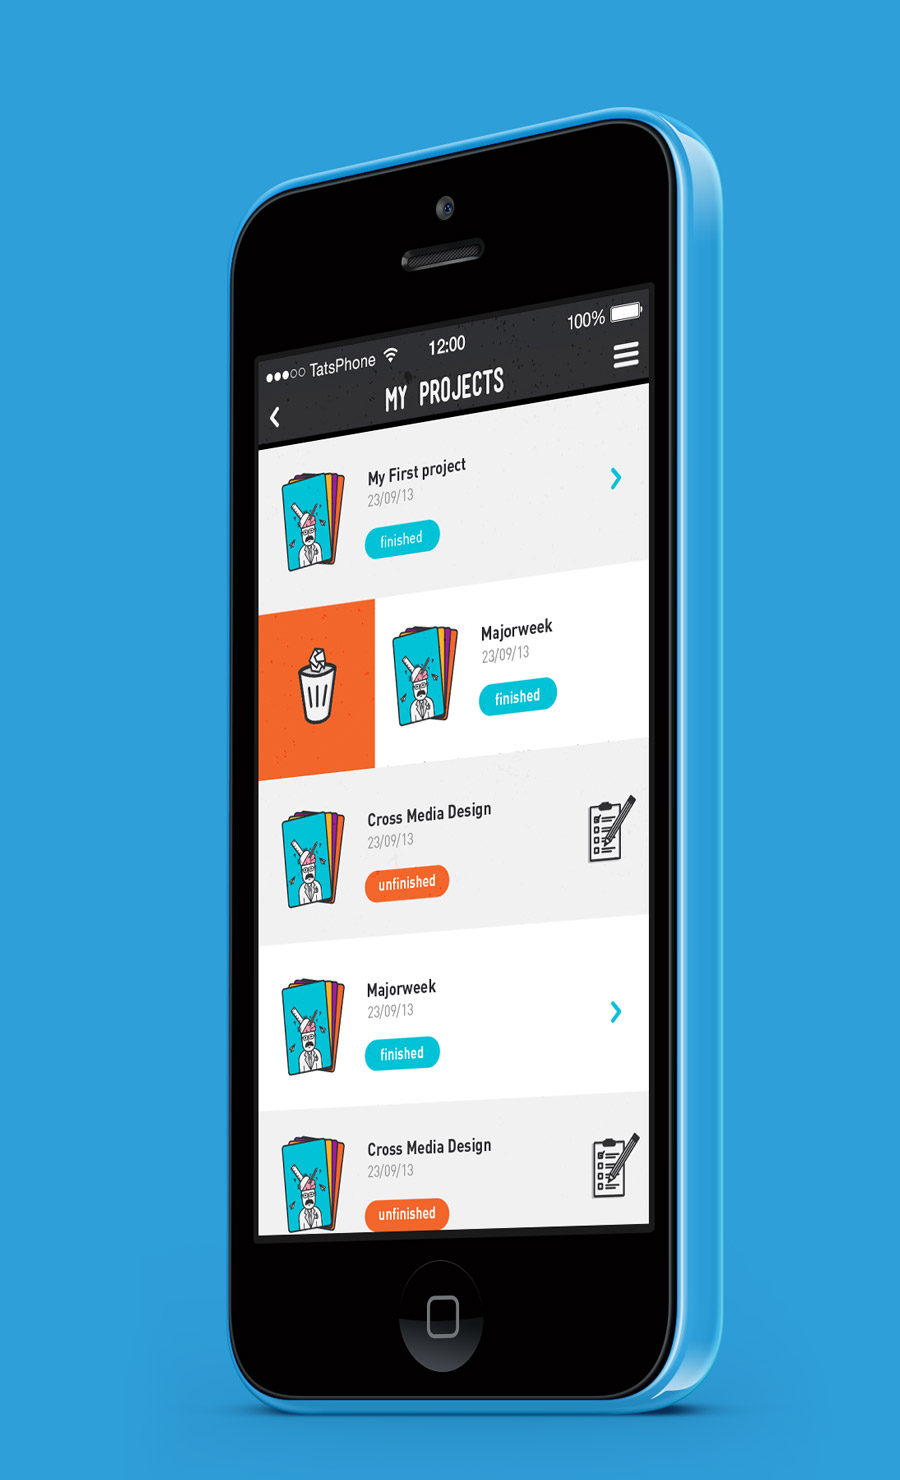 TatsPhone 12:00 100%
MY PROJECTS
My First project
23/09/13
finished
Majorweek
23/09/13
finished
Cross Media Design
23/09/13
unfinished
Majorweek
23/09/13
finished
Cross Media Design
23/09/13
unfinished